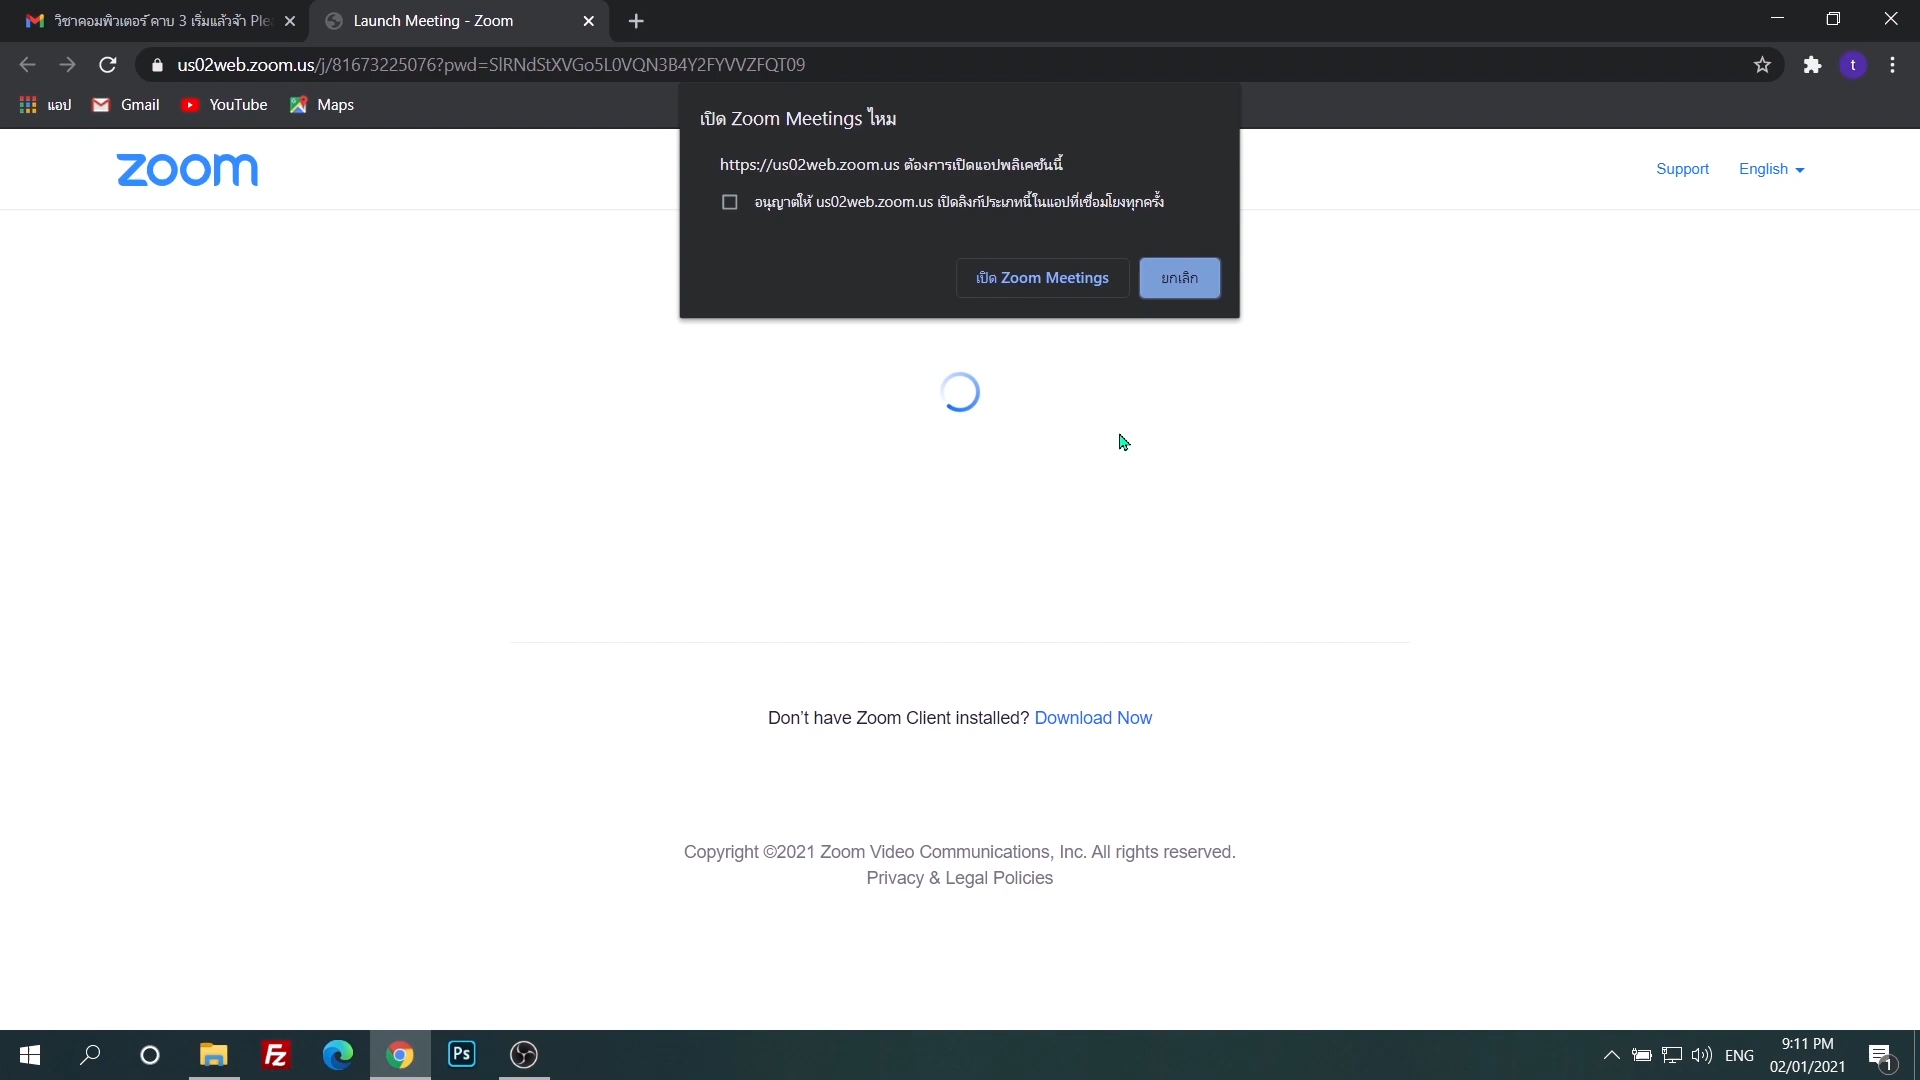 วิชาคอมพิวเตอร์ คาบ 3 เริ่มแล้วจ้า Ple
Launch Meeting - Zoom
us02web.zoom.us/j/81673225076?pwd=SlRNdStXVGo5L0VQN3B4Y2FYVVZFQT09
t
แอป
Gmail
YouTube
Maps
เปิด Zoom Meetings ไหม
https://us02web.zoom.us ต้องการเปิดแอปพลิเคชันนี้
อนุญาตให้ us02web.zoom.us เปิดลิงก์ประเภทนี้ในแอปที่เชื่อมโยงทุกครั้ง
เปิด Zoom Meetings
ยกเลิก
zoom
Support
English
Don't have Zoom Client installed? Download Now
Copyright ©2021 Zoom Video Communications, Inc. All rights reserved.
Privacy & Legal Policies
Fz
Ps
ENG
9:11 PM
02/01/2021
1